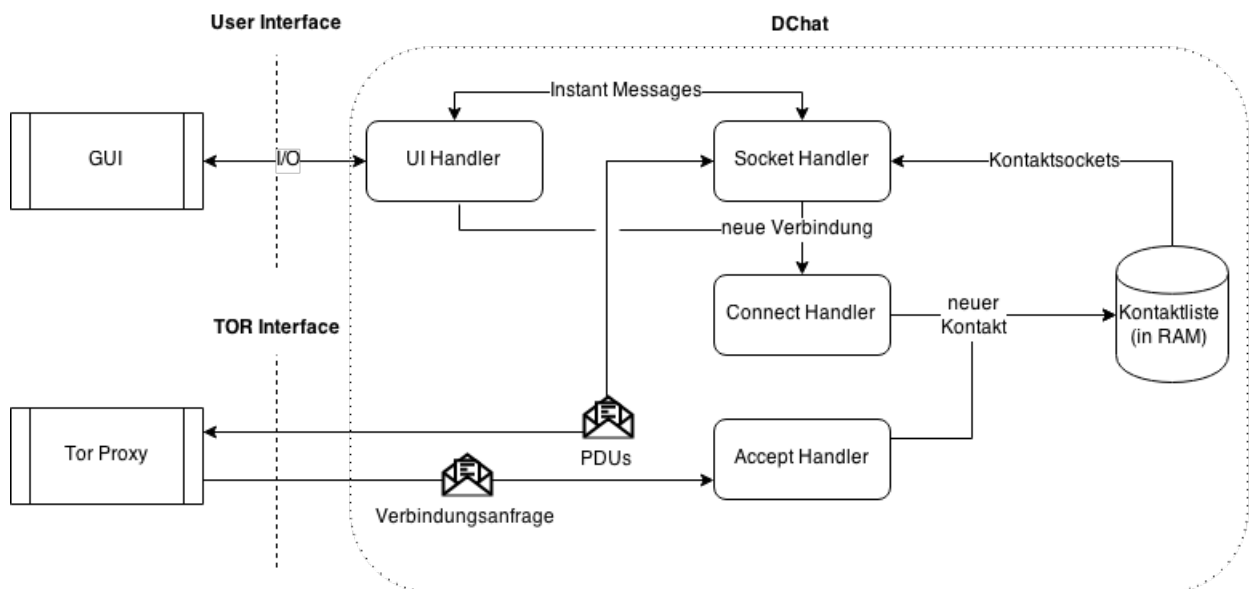 User Interface
DChat
Instant Messages
GUI
I/O
UI Handler
Socket Handler
Kontaktsockets
neue Verbindung
Connect Handler
neuer
Kontakt
Kontaktliste
(in RAM)
TOR Interface
Tor Proxy
PDUs
Accept Handler
Verbindungsanfrage